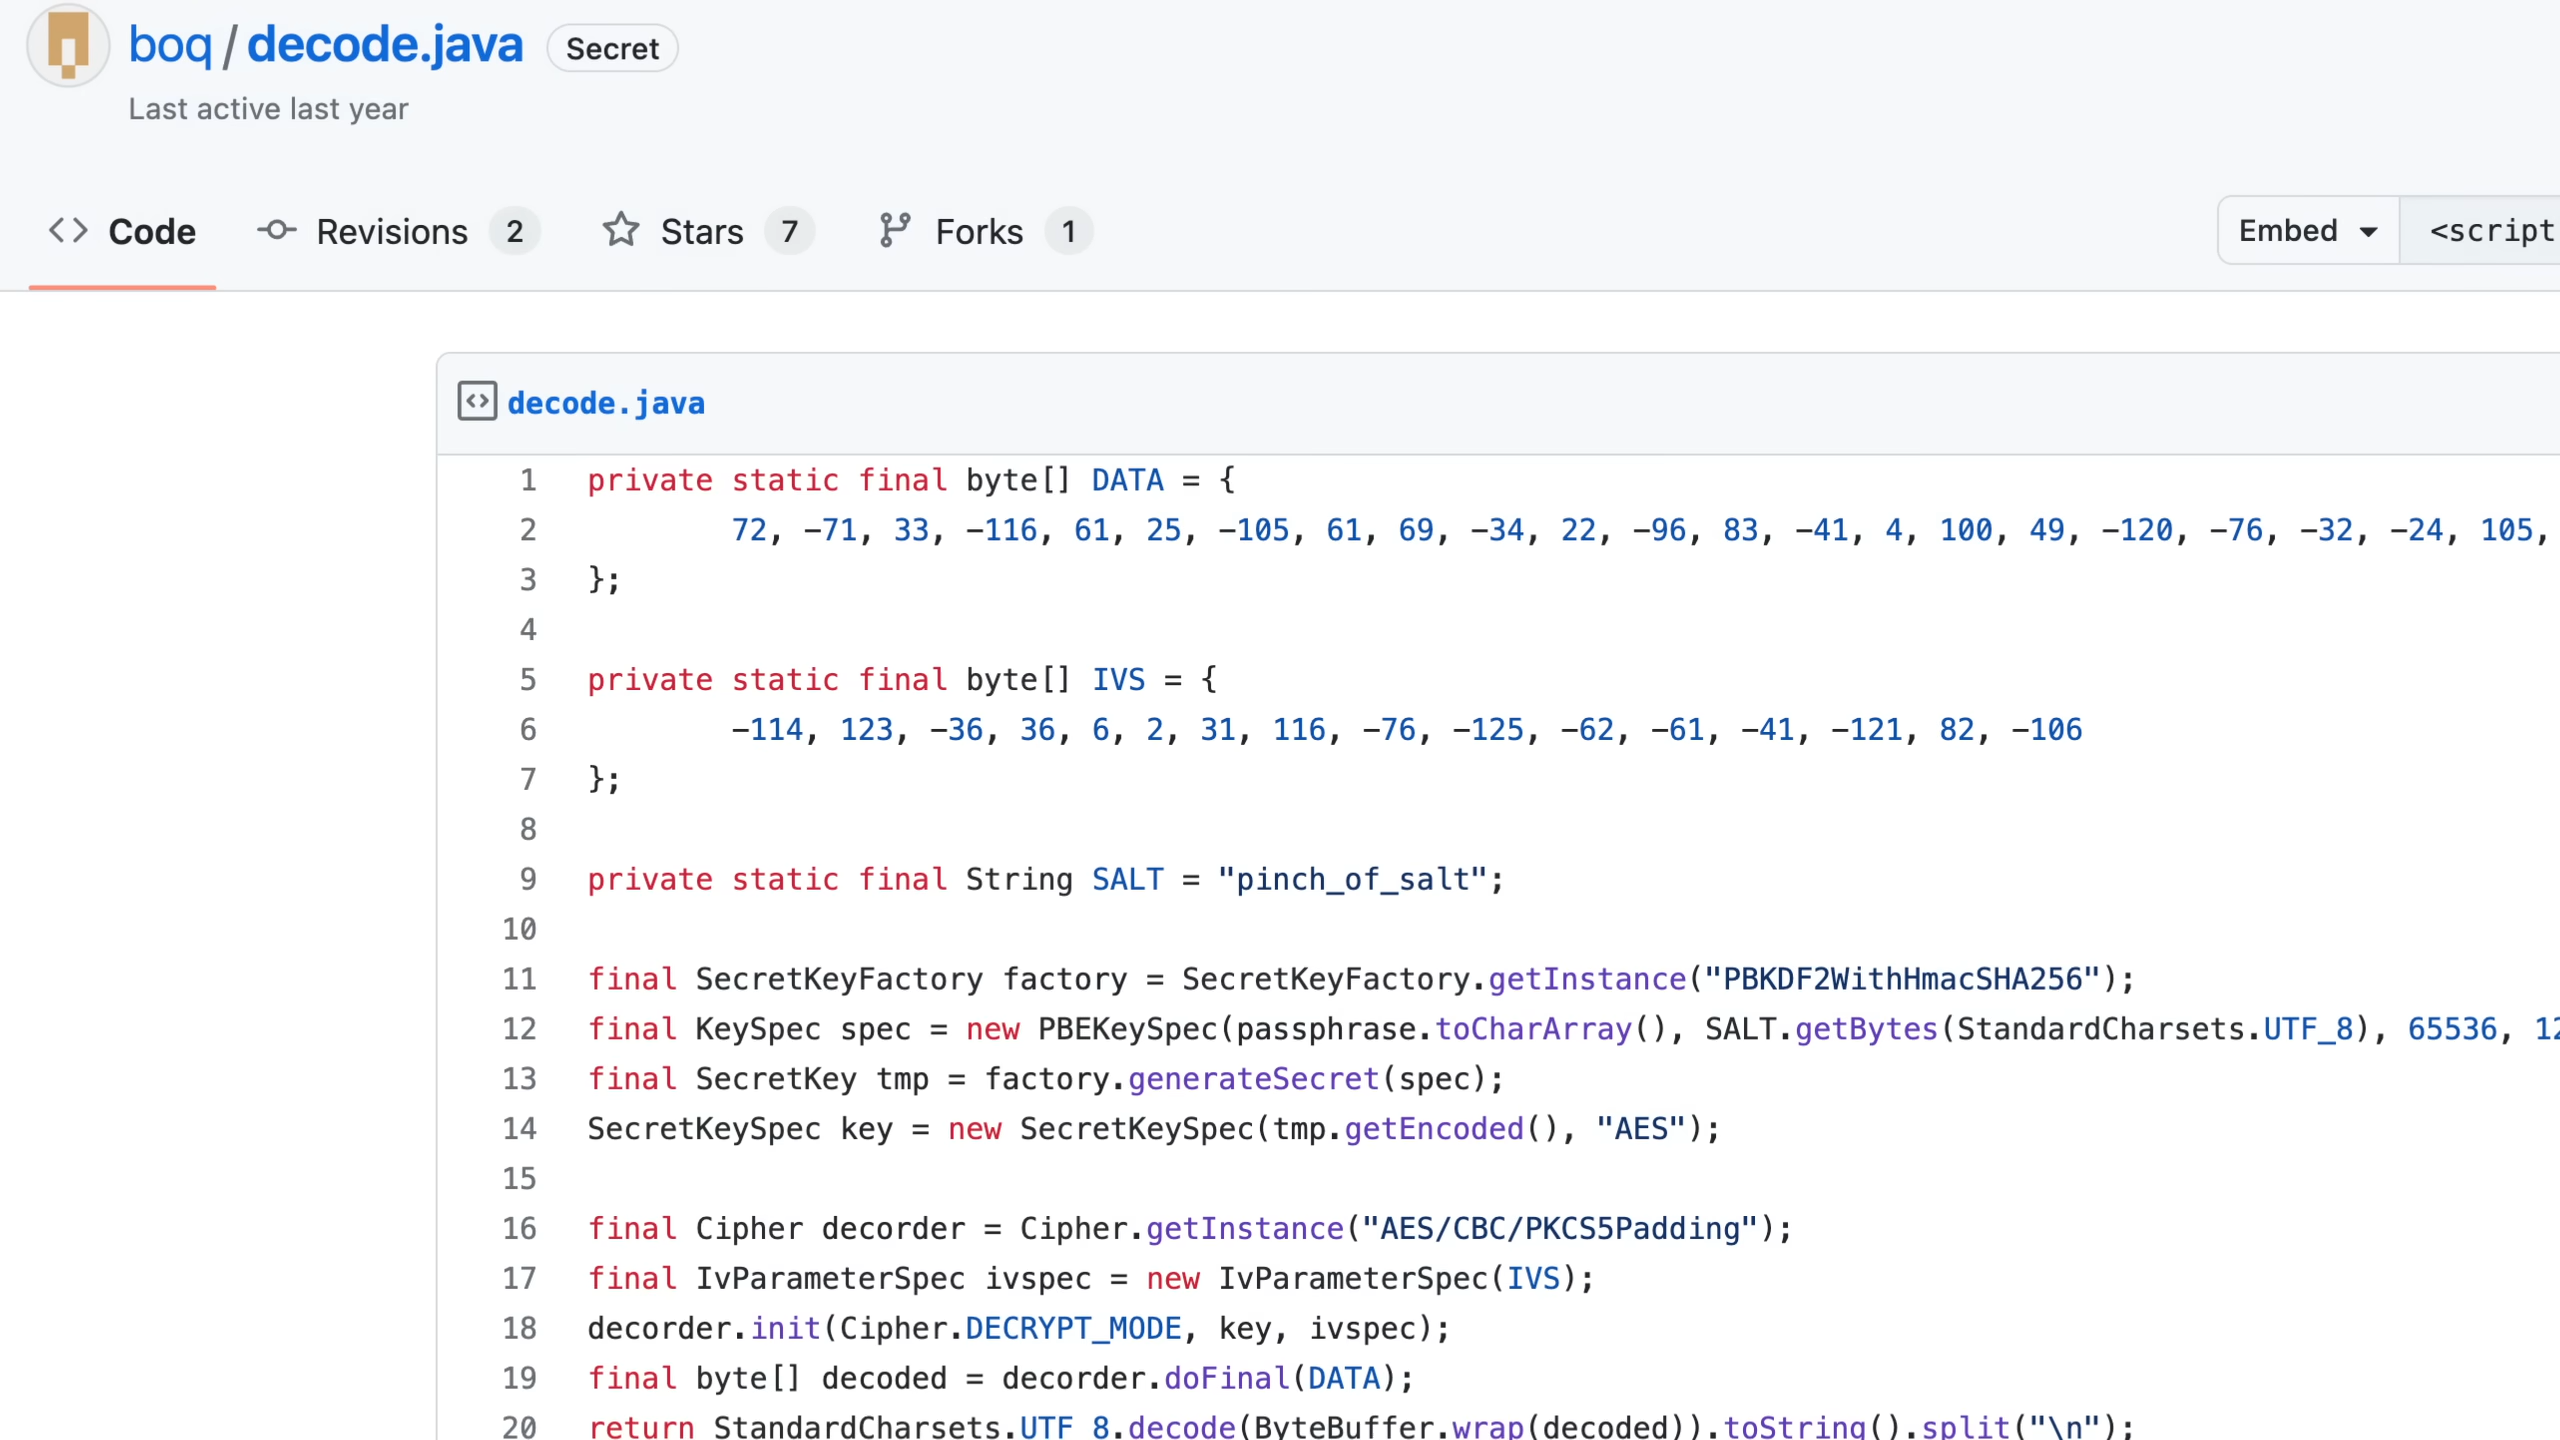 boq / decode.java Secret
Last active last year
Code Revisions 2 Stars 7 Forks 1 Embed <script
decode.java
1 private static final byte[] DATA = {
2 72, -71, 33, -116, 61, 25, -105, 61, 69, -34, 22, -96, 83, -41, 4, 100, 49, -120, -76, -32, -24, 105,
3 };
4
5 private static final byte[] IVS = {
6 -114, 123, -36, 36, 6, 2, 31, 116, -76, -125, -62, -61, -41, -121, 82, -106
7 };
8
9 private static final String SALT = "pinch_of_salt";
10
11 final SecretKeyFactory factory = SecretKeyFactory.getInstance("PBKDF2WithHmacSHA256");
12 final KeySpec spec = new PBEKeySpec(passphrase.toCharArray(), SALT.getBytes(StandardCharsets.UTF_8), 65536, 12
13 final SecretKey tmp = factory.generateSecret(spec);
14 SecretKeySpec key = new SecretKeySpec(tmp.getEncoded(), "AES");
15
16 final Cipher decorder = Cipher.getInstance("AES/CBC/PKCS5Padding");
17 final IvParameterSpec ivspec = new IvParameterSpec(IVS);
18 decorder.init(Cipher.DECRYPT_MODE, key, ivspec);
19 final byte[] decoded = decorder.doFinal(DATA);
20 return StandardCharsets.UTF_8.decode(ByteBuffer.wrap(decoded)).toString().split("\n");